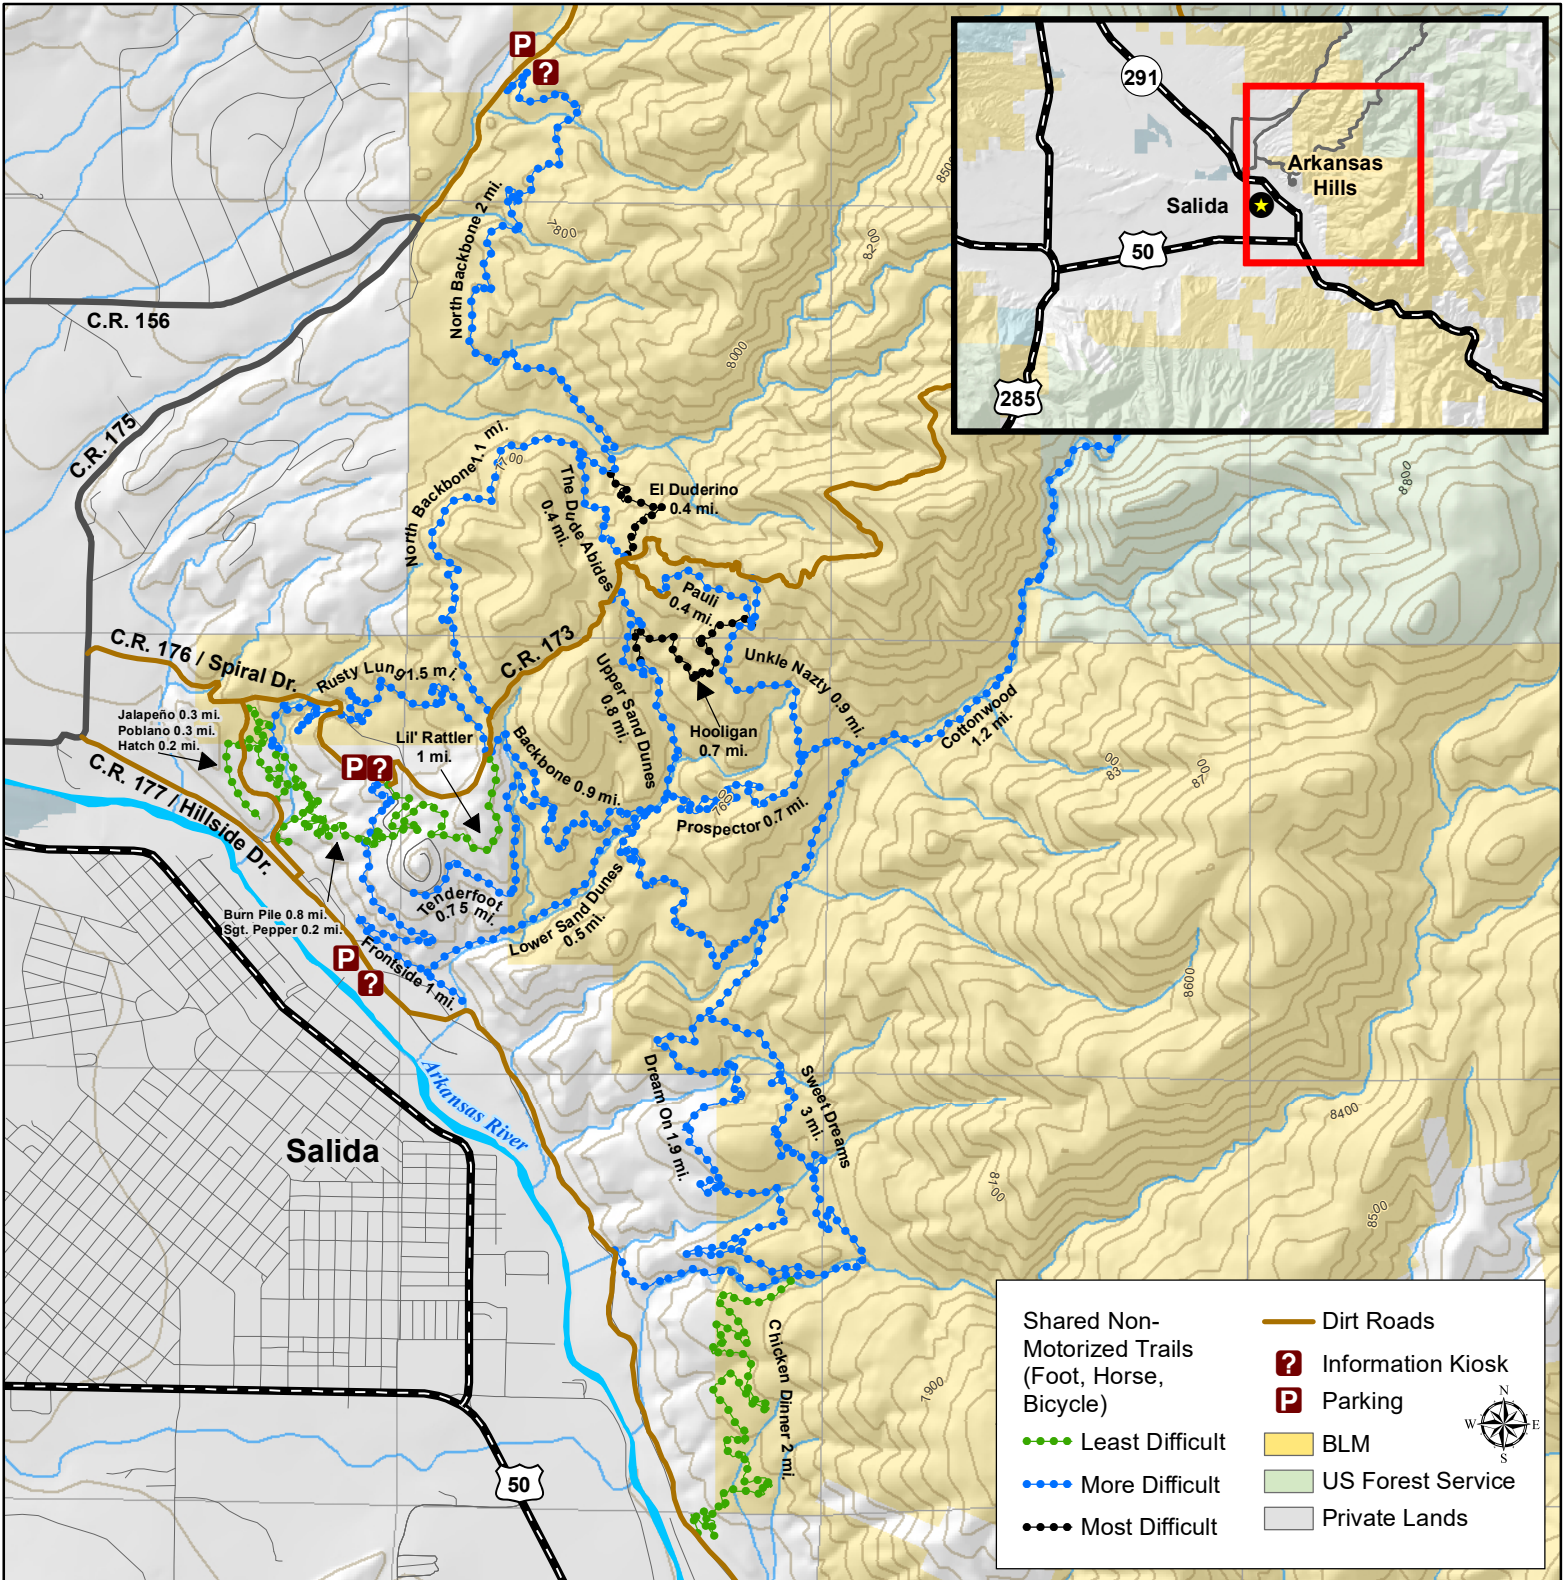 P
?
291
Arkansas
Hills
Salida
50
285
North Backbone 2 mi.
7800
8200
8500
8000
C.R. 156
C.R. 175
North Backbone 1.1 mi.
7700
The Dude Abides
0.4 mi.
El Duderino
0.4 mi.
8800
Pauli
0.4 mi.
C.R. 173
C.R. 176 / Spiral Dr.
Rusty Lung 1.5 mi.
Upper Sand Dunes
0.8 mi.
Unkle Nazty 0.9 mi.
Cottonwood
1.2 mi.
Hooligan
0.7 mi.
Jalapeño 0.3 mi.
Poblano 0.3 mi.
Hatch 0.2 mi.
Lil' Rattler
1 mi.
P
?
Backbone 0.9 mi.
C.R. 177 / Hillside Dr.
8300
8700
7900
Prospector 0.7 mi.
Tenderfoot
0.75 mi.
Burn Pile 0.8 mi.
Sgt. Pepper 0.2 mi.
Lower Sand Dunes
0.5 mi.
Frontside 1 mi.
P
?
8600
Arkansas River
Dream On 1.9 mi.
Sweet Dreams
3 mi.
8400
Salida
8100
8500
Chicken Dinner 2 mi.
7900
50
Shared Non-
Motorized Trails
(Foot, Horse,
Bicycle)
Least Difficult
More Difficult
Most Difficult
Dirt Roads
? Information Kiosk
P Parking
BLM
US Forest Service
Private Lands
N
W
E
S